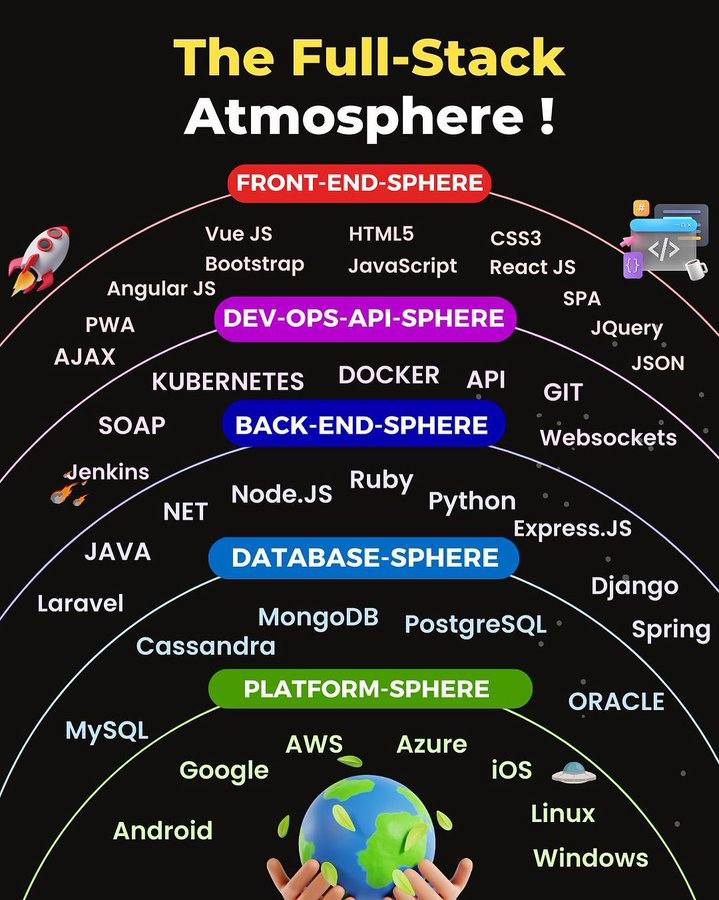 The Full-Stack
Atmosphere !
FRONT-END-SPHERE
Vue JS HTML5 CSS3
Bootstrap JavaScript React JS
Angular JS SPA
PWA JQuery
AJAX JSON
DEV-OPS-API-SPHERE
KUBERNETES DOCKER API GIT
SOAP Websockets
Jenkins
BACK-END-SPHERE
NET Node.JS Ruby Python
JAVA Express.JS
Laravel Django
Spring
DATABASE-SPHERE
Cassandra MongoDB PostgreSQL
MySQL ORACLE
PLATFORM-SPHERE
AWS Azure
Google iOS
Android Linux
Windows